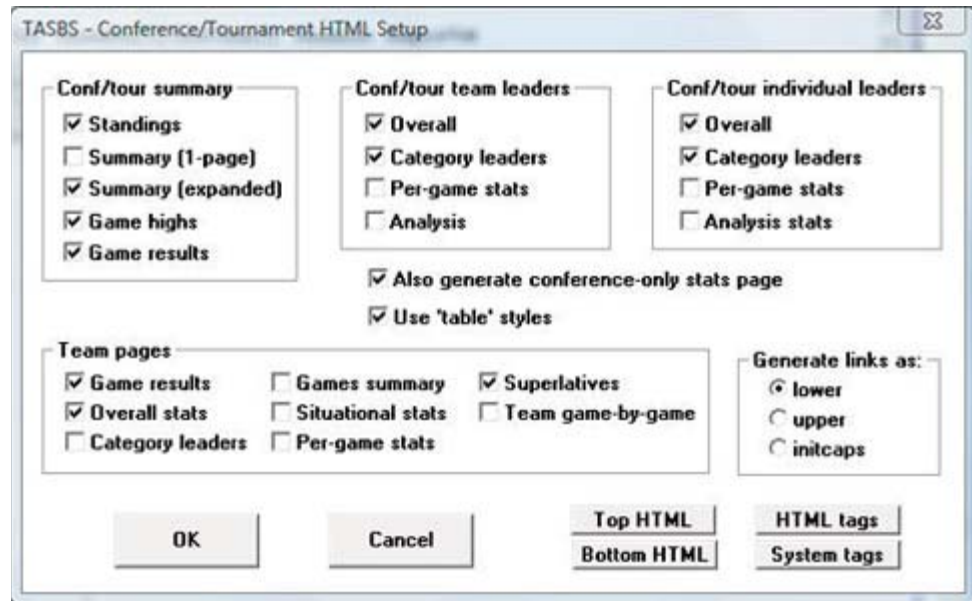 TASBS - Conference/Tournament HTML Setup
Conf/tour summary
Standings
Summary (1-page)
Summary (expanded)
Game highs
Game results
Conf/tour team leaders
Overall
Category leaders
Per-game stats
Analysis
Conf/tour individual leaders
Overall
Category leaders
Per-game stats
Analysis stats
Also generate conference-only stats page
Use 'table' styles
Team pages
Game results
Overall stats
Category leaders
Games summary
Situational stats
Per-game stats
Superlatives
Team game-by-game
Generate links as:
lower
upper
initcaps
OK
Cancel
Top HTML
Bottom HTML
HTML tags
System tags